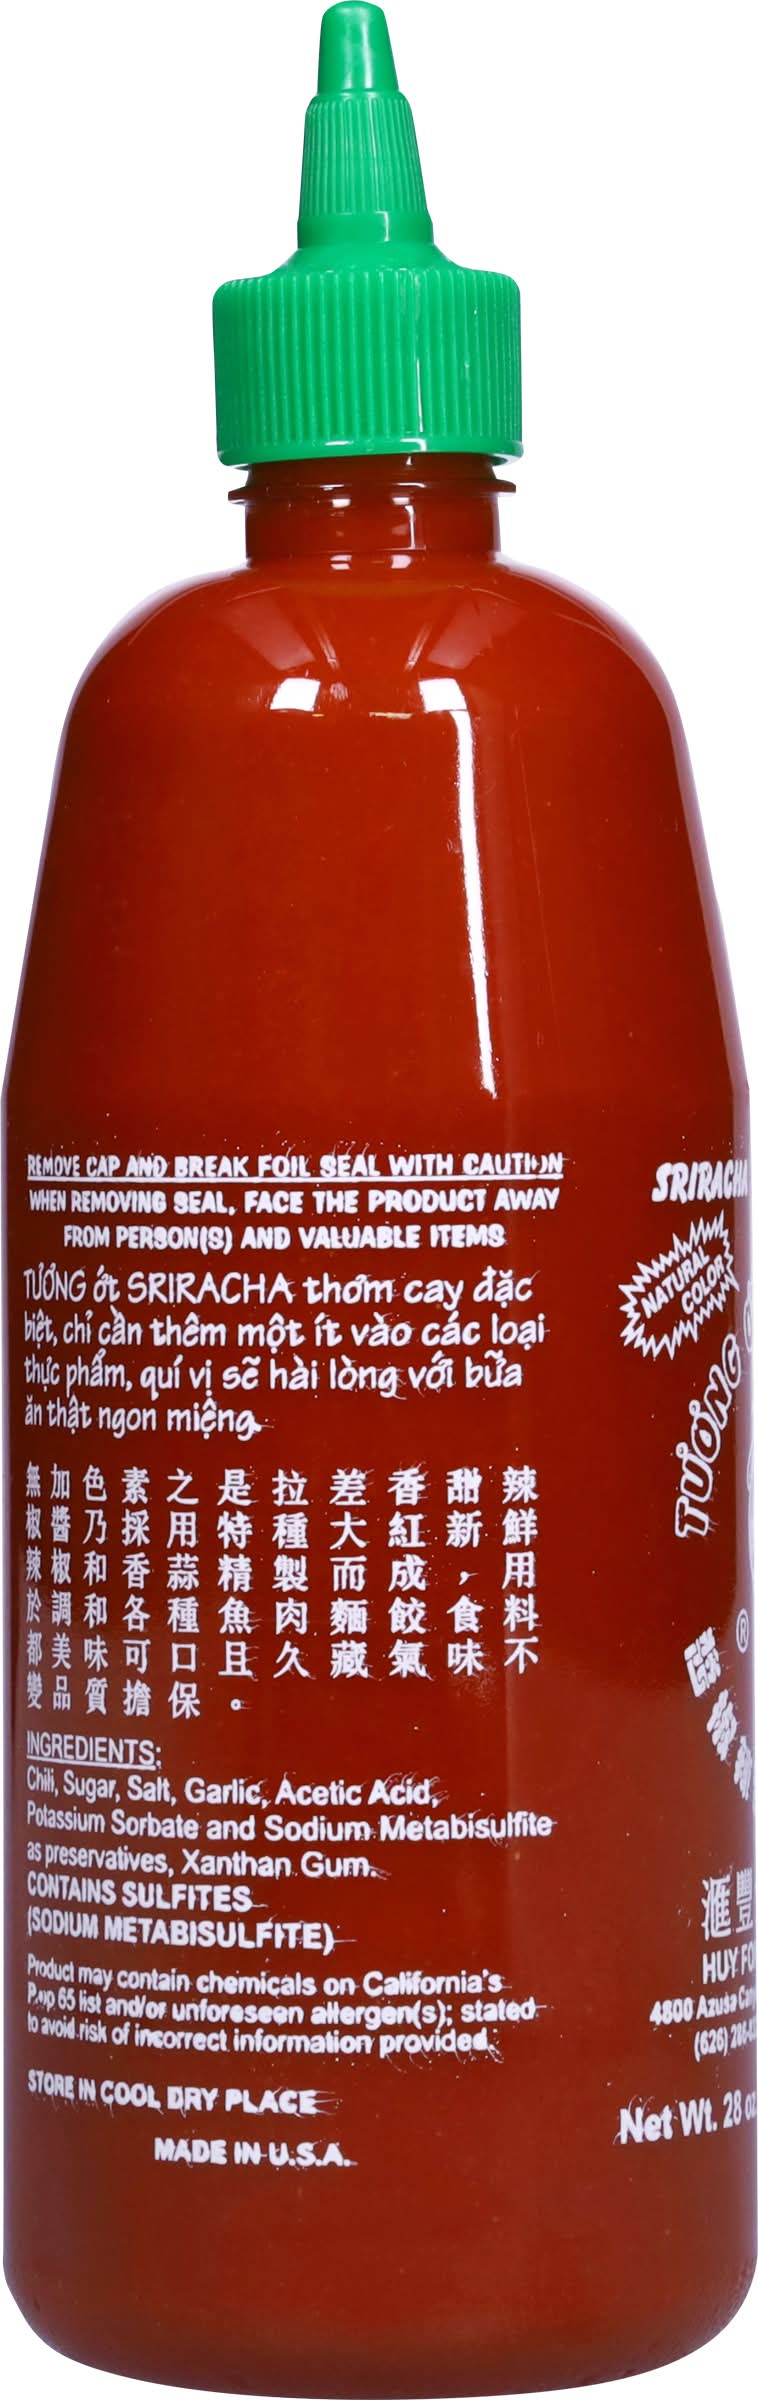 REMOVE CAP AND BREAK FOIL SEAL WITH CAUTION
WHEN REMOVING SEAL, FACE THE PRODUCT AWAY
FROM PERSON(S) AND VALUABLE ITEMS
TƯƠNG ớt SRIRACHA thơm cay đặc
biệt, chỉ cần thêm một ít vào các loại
thực phẩm, quí vị sẽ hài lòng với bữa
ăn thật ngon miệng.
無加色素之是拉差香甜辣
椒醬乃採用特種大紅新鮮
辣椒和香蒜精製而成，用
於調和各種魚肉麵餃食料
都美味可口且久藏氣味不
變品質擔保。
INGREDIENTS:
Chili, Sugar, Salt, Garlic, Acetic Acid,
Potassium Sorbate and Sodium Metabisulfite
as preservatives, Xanthan Gum.
CONTAINS SULFITES
(SODIUM METABISULFITE)
Product may contain chemicals on California's
Prop 65 list and/or unforeseen allergen(s); stated
to avoid risk of incorrect information provided.
STORE IN COOL DRY PLACE
MADE IN U.S.A.
SRIRACHA
NATURAL
COLOR
TƯƠNG
®
滙豐
HUY FO
4800 Azusa Can
(626) 286-
Net Wt. 28 oz